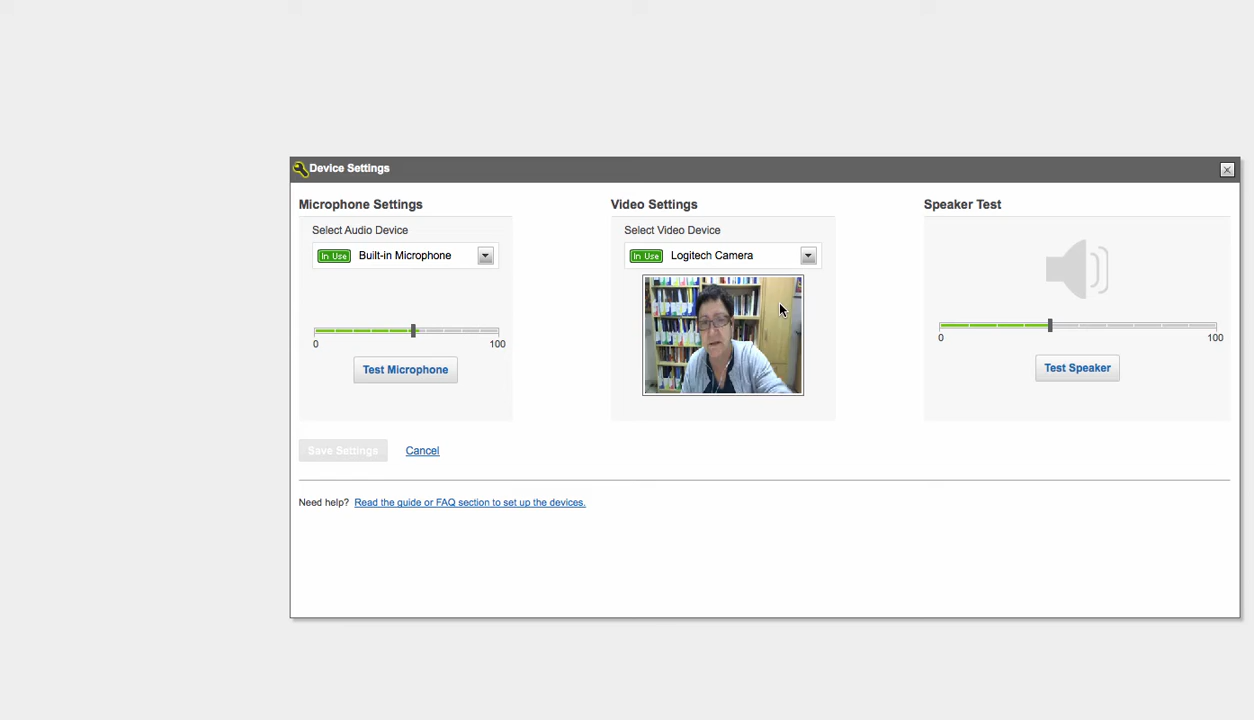 Device Settings
Microphone Settings
Select Audio Device
In Use Built-in Microphone
0 100
Test Microphone
Video Settings
Select Video Device
In Use Logitech Camera
Speaker Test
0 100
Test Speaker
Save Settings Cancel
Need help? Read the guide or FAQ section to set up the devices.